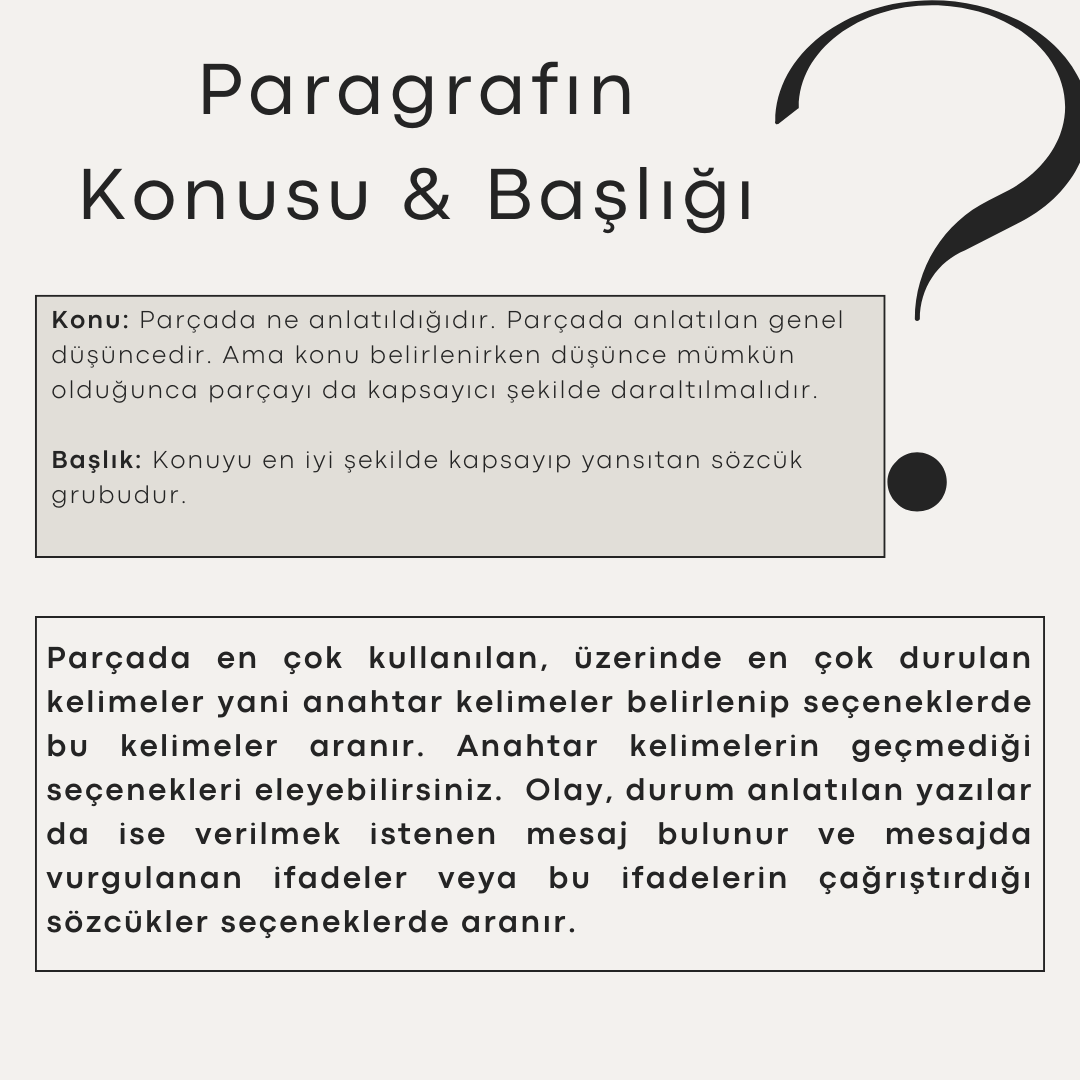 Paragrafın
Konusu & Başlığı
?
Konu: Parçada ne anlatıldığıdır. Parçada anlatılan genel
düşüncedir. Ama konu belirlenirken düşünce mümkün
olduğunca parçayı da kapsayıcı şekilde daraltılmalıdır.
Başlık: Konuyu en iyi şekilde kapsayıp yansıtan sözcük
grubudur.
Parçada en çok kullanılan, üzerinde en çok durulan
kelimeler yani anahtar kelimeler belirlenip seçeneklerde
bu kelimeler aranır. Anahtar kelimelerin geçmediği
seçenekleri eleyebilirsiniz. Olay, durum anlatılan yazılar
da ise verilmek istenen mesaj bulunur ve mesajda
vurgulanan ifadeler veya bu ifadelerin çağrıştırdığı
sözcükler seçeneklerde aranır.